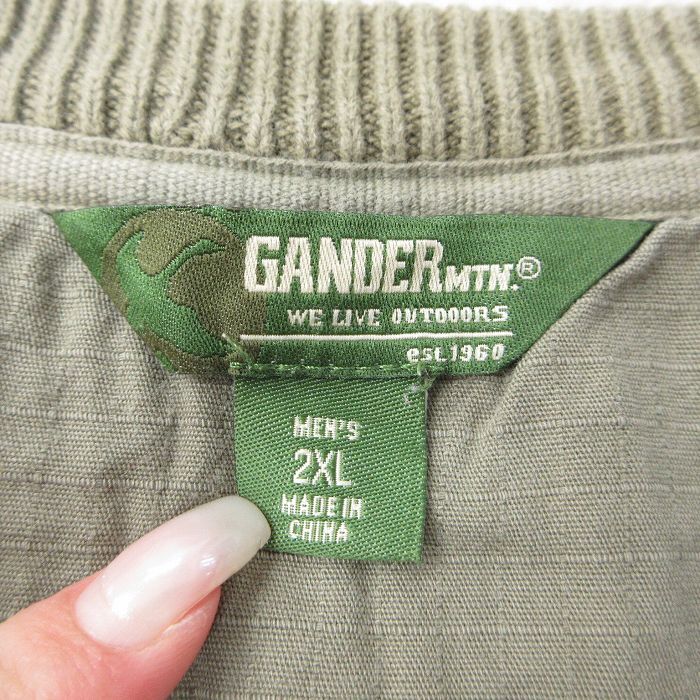 GANDER MTN.®
WE LIVE OUTDOORS
est. 1960
MEN'S
2XL
MADE IN
CHINA